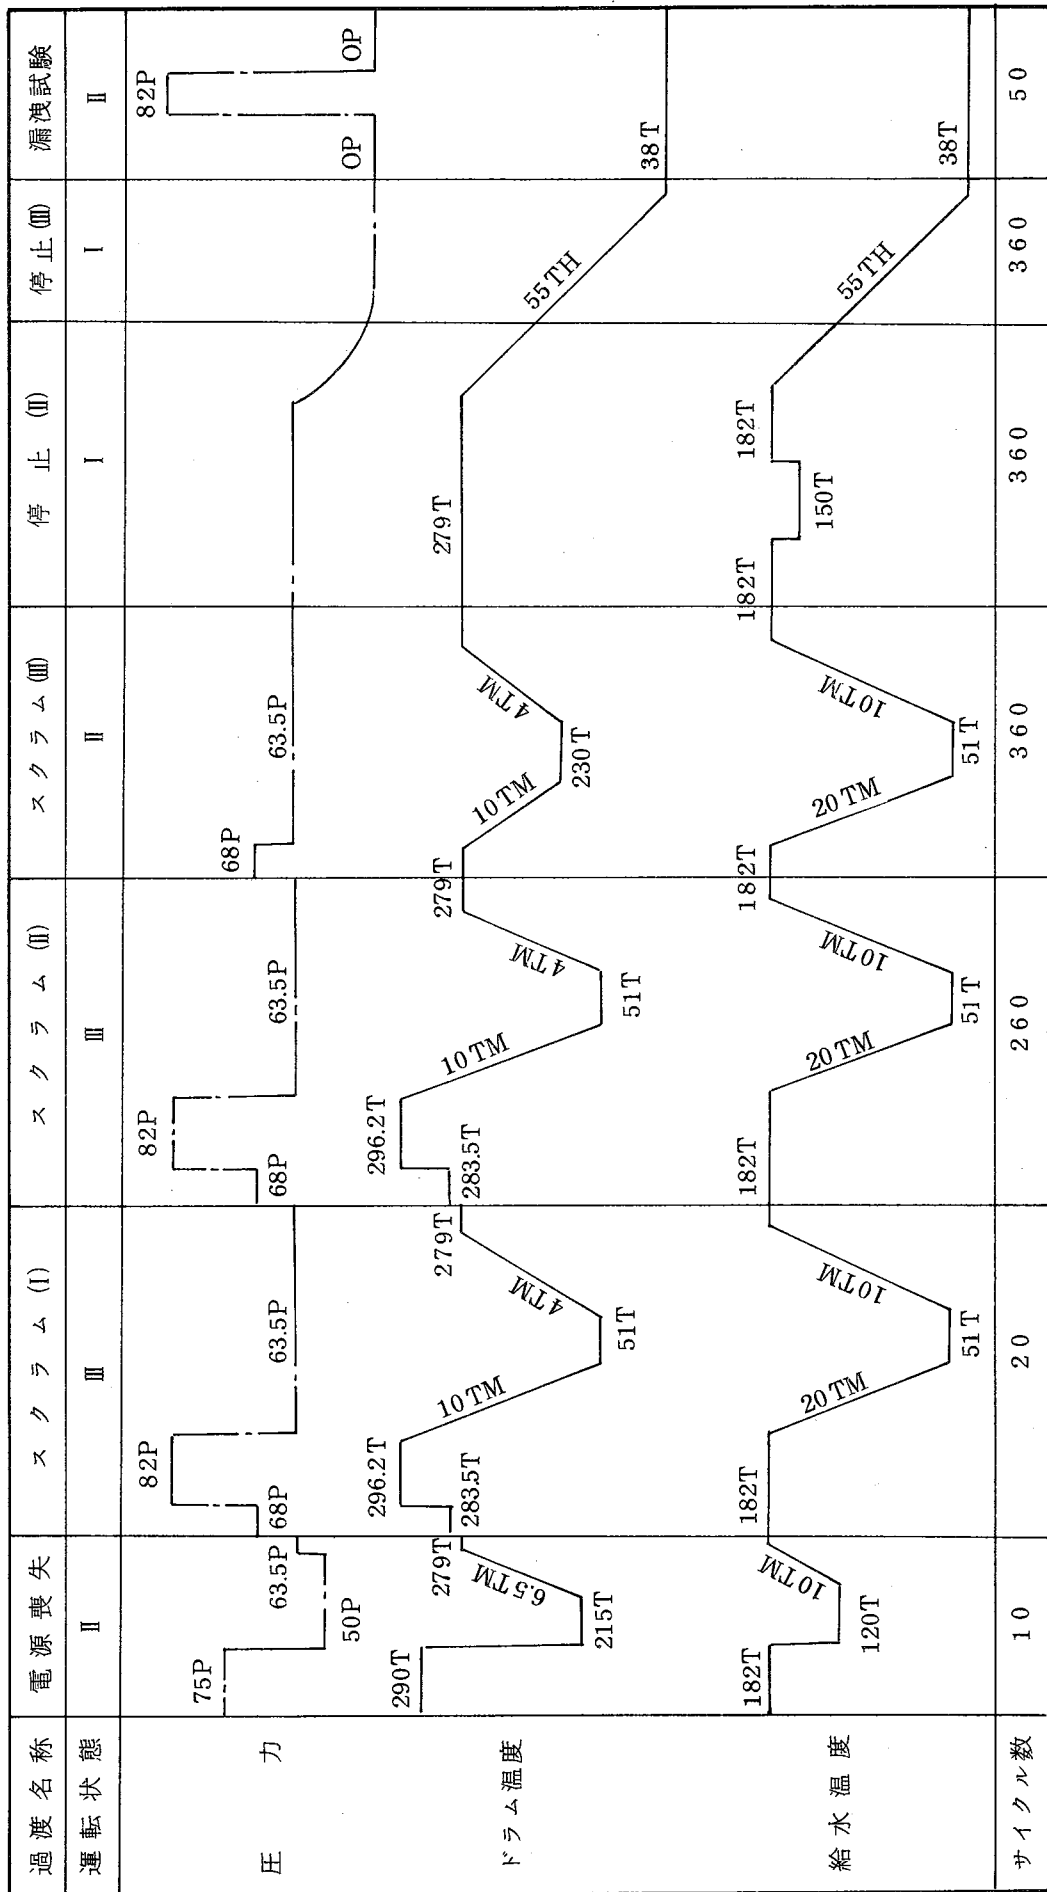 過渡名称 電源喪失 スクラム(Ⅰ) スクラム(Ⅱ) スクラム(Ⅲ) 停止(Ⅱ) 停止(Ⅲ) 漏洩試験
運転状態 Ⅱ Ⅲ Ⅲ Ⅱ Ⅰ Ⅰ Ⅱ
圧力
75P 50P 63.5P
68P 82P 63.5P
68P 82P 63.5P
68P 63.5P
OP 82P OP
ドラム温度
290T 215T 6.5TM 279T
283.5T 296.2T 10TM 51T 4TM 279T
283.5T 296.2T 10TM 51T 4TM 279T
10TM 230T 4TM
279T 55TH 38T
給水温度
182T 120T 10TM
182T 20TM 51T 10TM
182T 20TM 51T 10TM
182T 20TM 51T 10TM
182T 150T 182T 55TH 38T
サイクル数 10 20 260 360 360 360 50